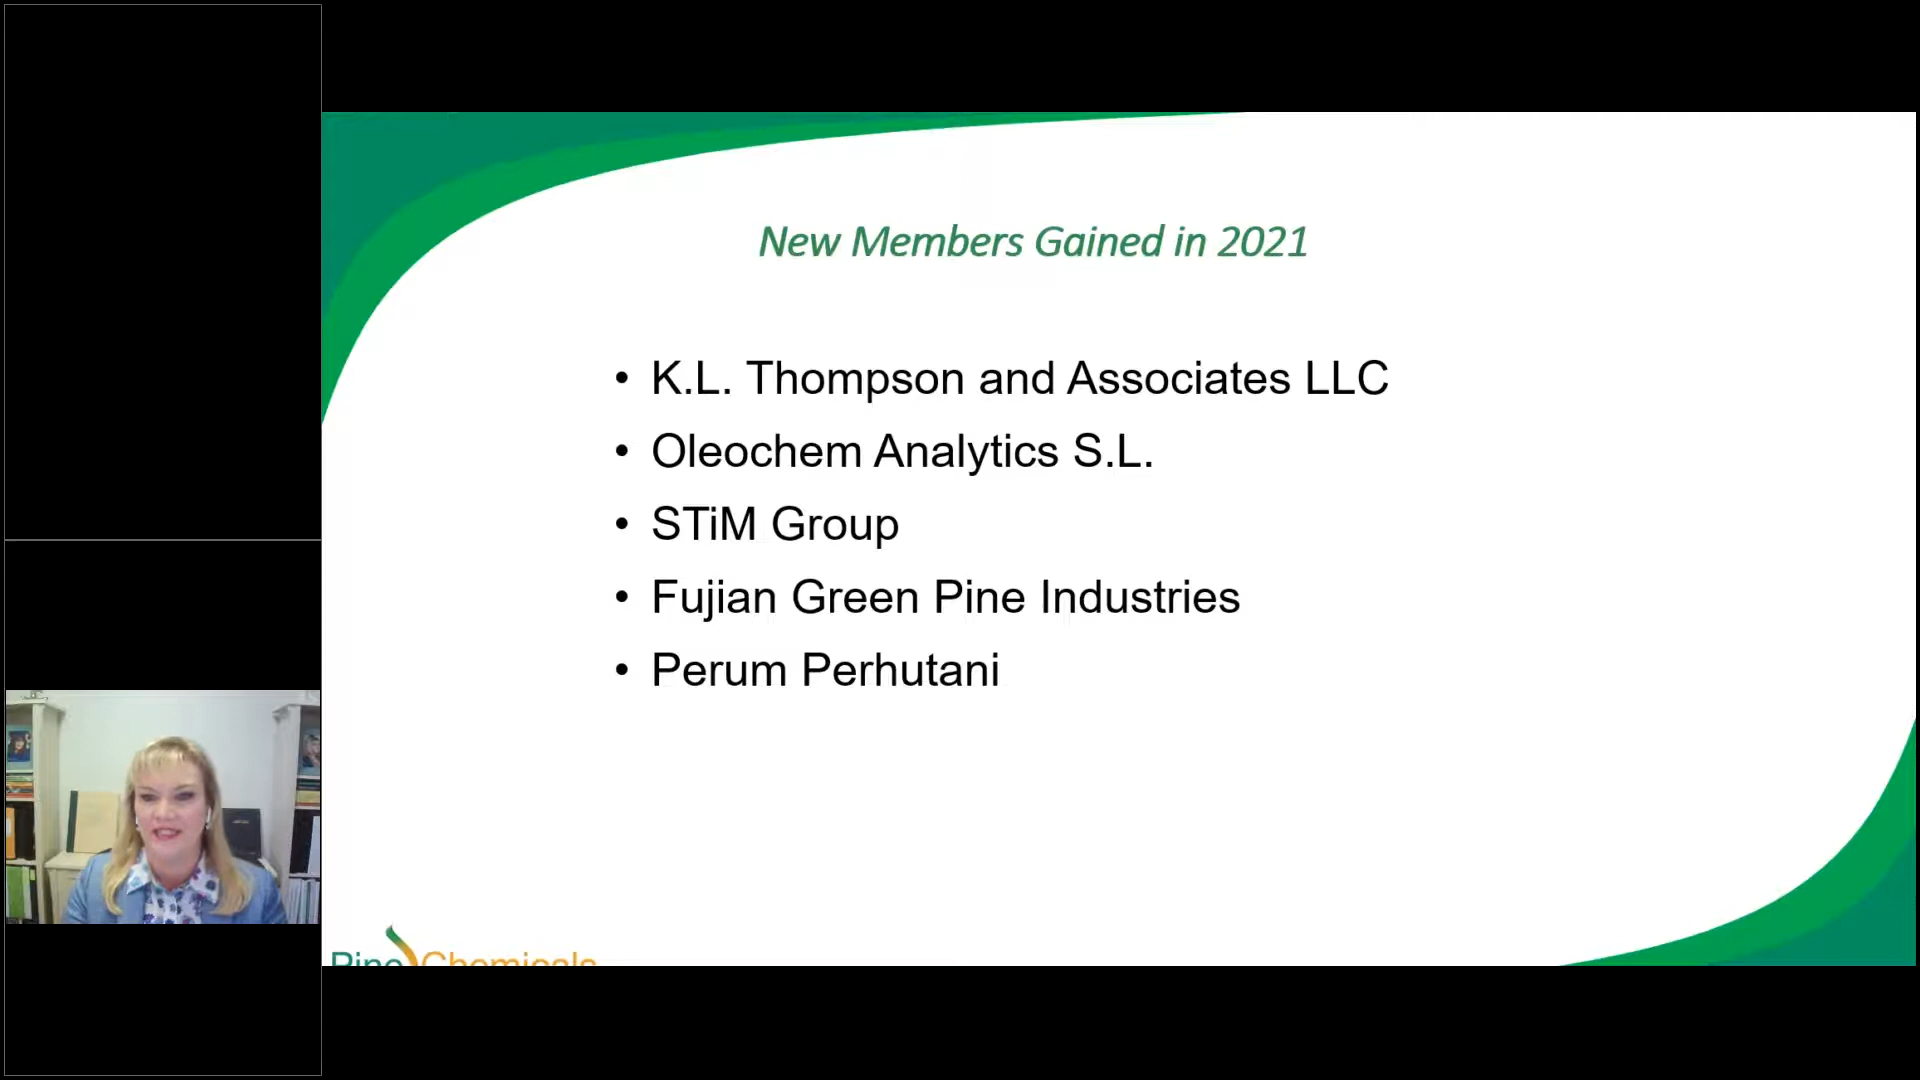 New Members Gained in 2021
• K.L. Thompson and Associates LLC
• Oleochem Analytics S.L.
• STiM Group
• Fujian Green Pine Industries
• Perum Perhutani
Pine Chemicals